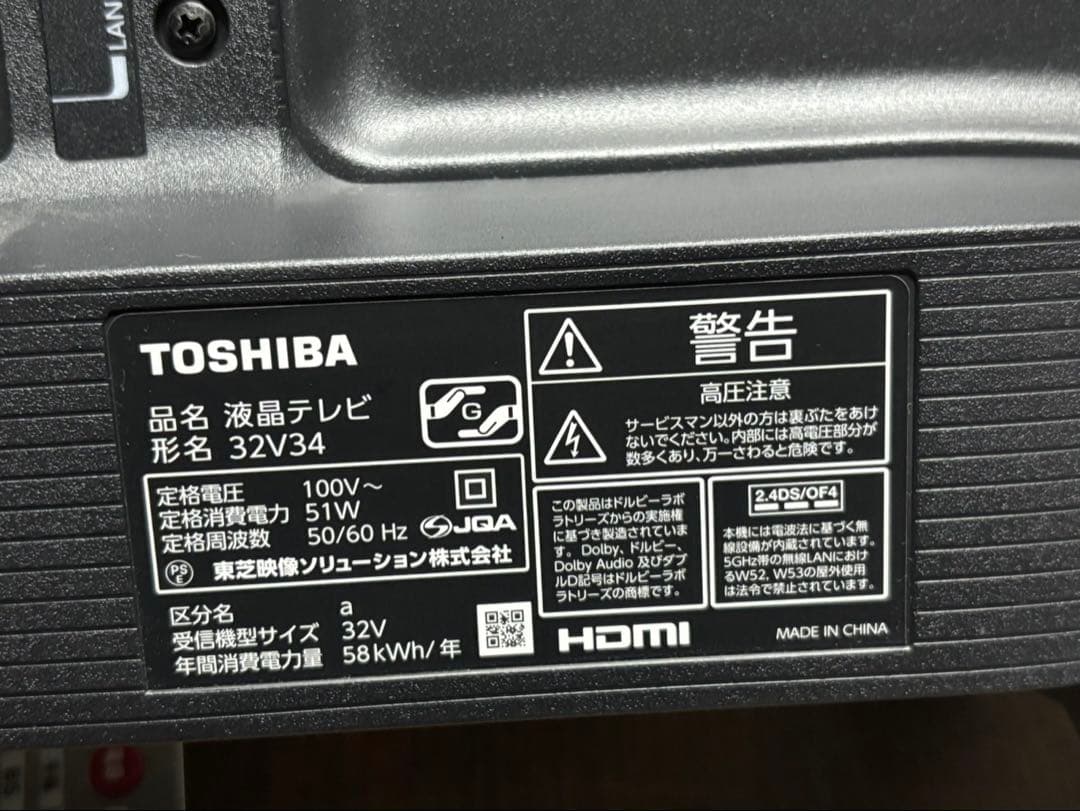 LAN
TOSHIBA
品名 液晶テレビ
形名 32V34
G
定格電圧 100V～
定格消費電力 51W
定格周波数 50/60 Hz
JQA
PS
E
東芝映像ソリューション株式会社
区分名 a
受信機型サイズ 32V
年間消費電力量 58kWh/年
警告
高圧注意
サービスマン以外の方は裏ぶたをあけ
ないでください。内部には高電圧部分が
数多くあり、万一さわると危険です。
この製品はドルビーラボ
ラトリーズからの実施権
に基づき製造されていま
す。Dolby、ドルビー、
Dolby Audio 及びダブ
ルD記号はドルビーラボ
ラトリーズの商標です。
2.4DS/OF4
本機には電波法に基づく無
線設備が内蔵されています。
5GHz帯の無線LANにおけ
るW52, W53の屋外使用
は法令で禁止されています。
HDMI
MADE IN CHINA